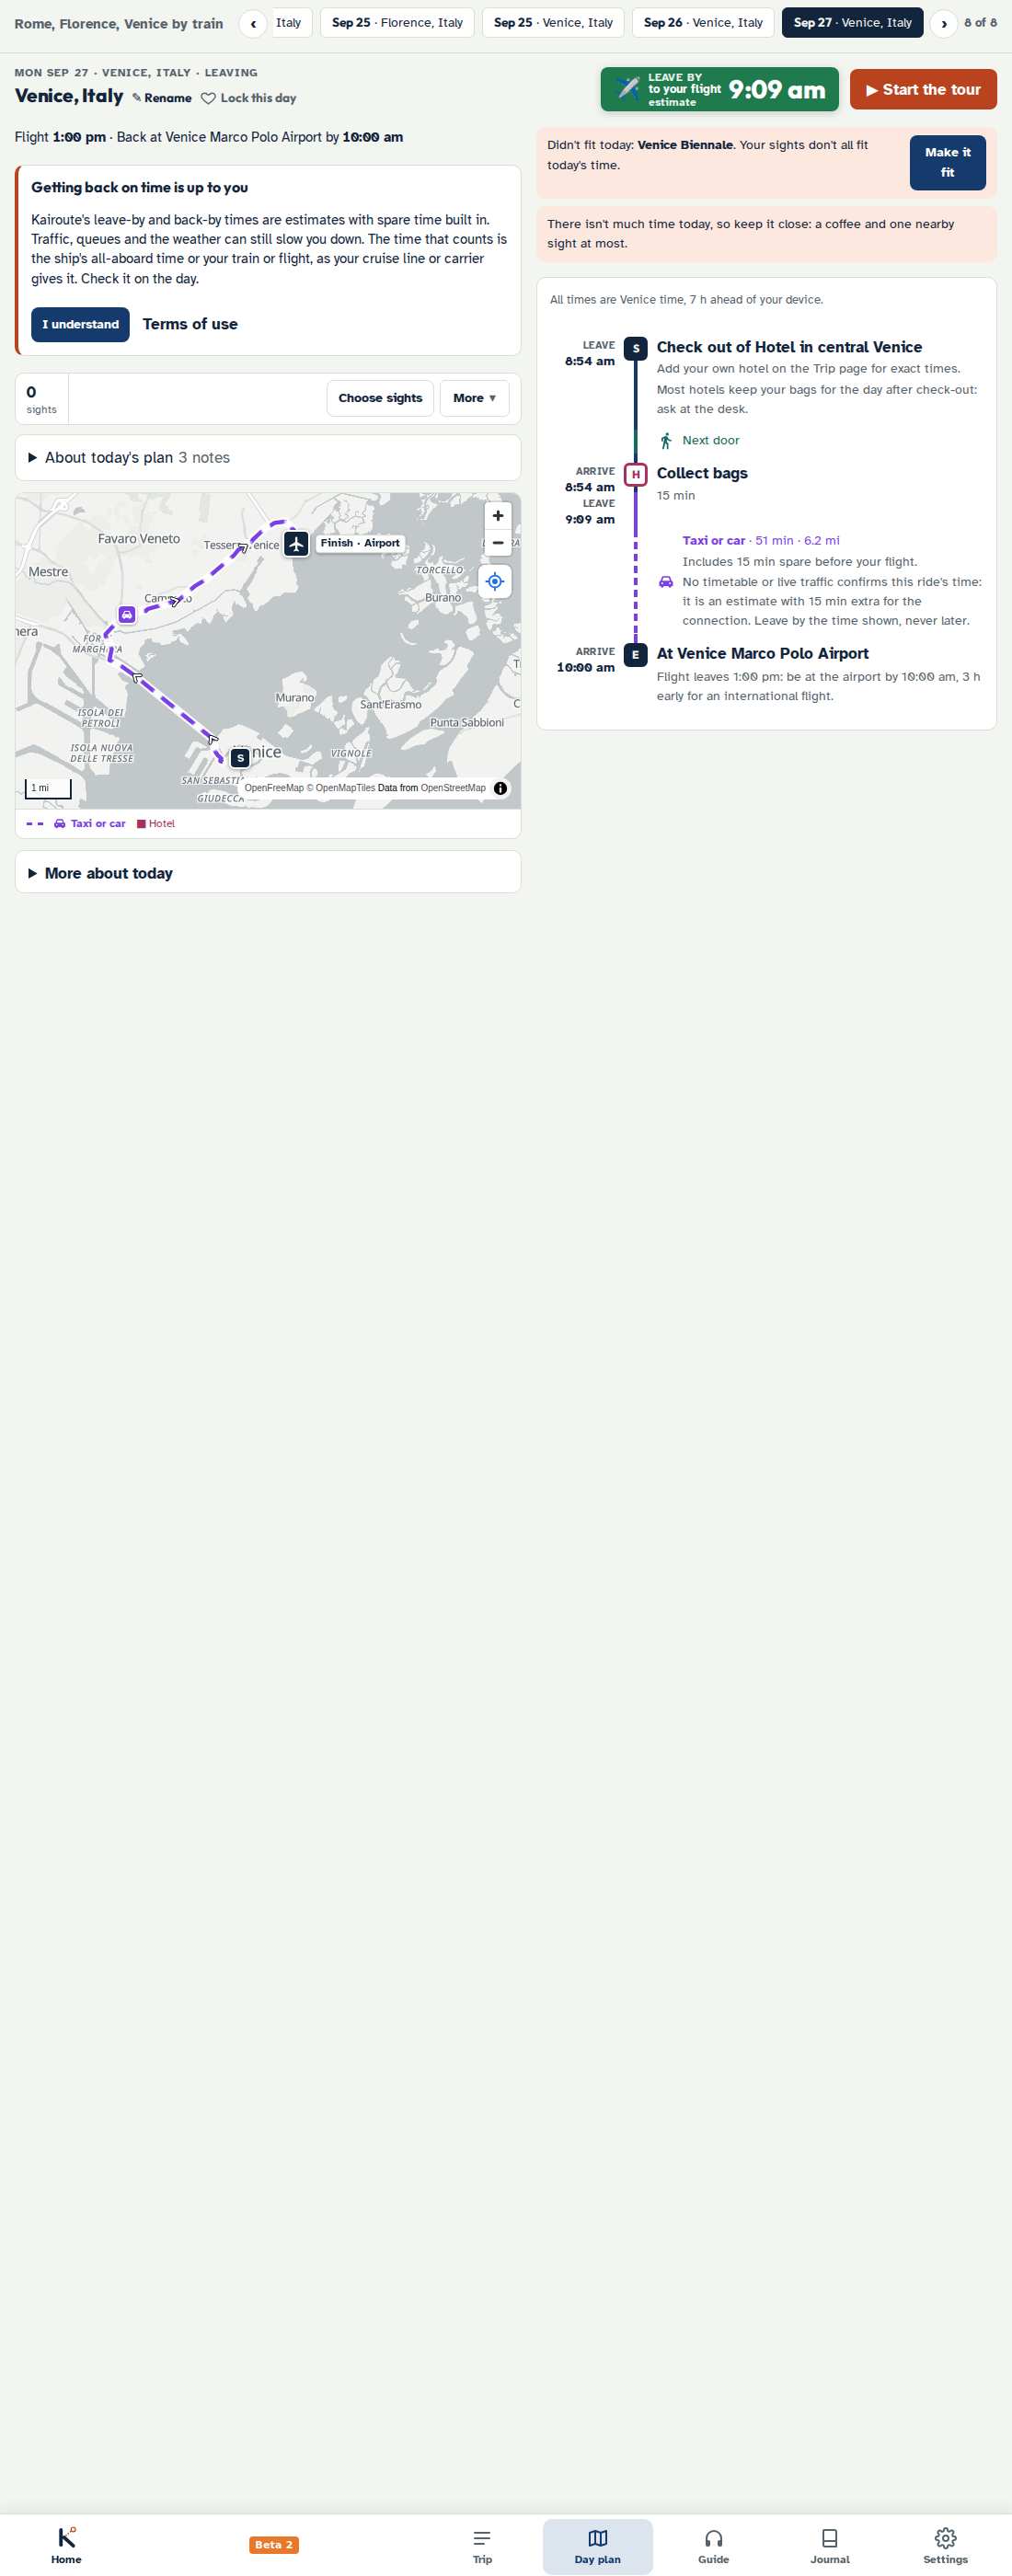 Rome, Florence, Venice by train
‹
Italy
Sep 25 · Florence, Italy
Sep 25 · Venice, Italy
Sep 26 · Venice, Italy
Sep 27 · Venice, Italy
›
8 of 8
MON SEP 27 · VENICE, ITALY · LEAVING
Venice, Italy ✎ Rename Lock this day
LEAVE BY
to your flight
estimate
9:09 am
▶ Start the tour
Flight 1:00 pm · Back at Venice Marco Polo Airport by 10:00 am
Getting back on time is up to you
Kairoute's leave-by and back-by times are estimates with spare time built in.
Traffic, queues and the weather can still slow you down. The time that counts is
the ship's all-aboard time or your train or flight, as your cruise line or carrier
gives it. Check it on the day.
I understand
Terms of use
0
sights
Choose sights
More ▼
▶ About today's plan 3 notes
Favaro Veneto
Mestre
Finish · Airport
TORCELLO
Burano
MARGHERA
Murano
Sant'Erasmo
Punta Sabbioni
ISOLA DEI
PETROLI
ISOLA NUOVA
DELLE TRESSE
VIGNOLE
S
GIUDECCA
1 mi
OpenFreeMap © OpenMapTiles Data from OpenStreetMap
Taxi or car
Hotel
▶ More about today
Didn't fit today: Venice Biennale. Your sights don't all fit
today's time.
Make it
fit
There isn't much time today, so keep it close: a coffee and one nearby
sight at most.
All times are Venice time, 7 h ahead of your device.
LEAVE
8:54 am
S
Check out of Hotel in central Venice
Add your own hotel on the Trip page for exact times.
Most hotels keep your bags for the day after check-out:
ask at the desk.
Next door
ARRIVE
8:54 am
LEAVE
9:09 am
H
Collect bags
15 min
Taxi or car · 51 min · 6.2 mi
Includes 15 min spare before your flight.
No timetable or live traffic confirms this ride's time:
it is an estimate with 15 min extra for the
connection. Leave by the time shown, never later.
ARRIVE
10:00 am
E
At Venice Marco Polo Airport
Flight leaves 1:00 pm: be at the airport by 10:00 am, 3 h
early for an international flight.
Home
Beta 2
Trip
Day plan
Guide
Journal
Settings